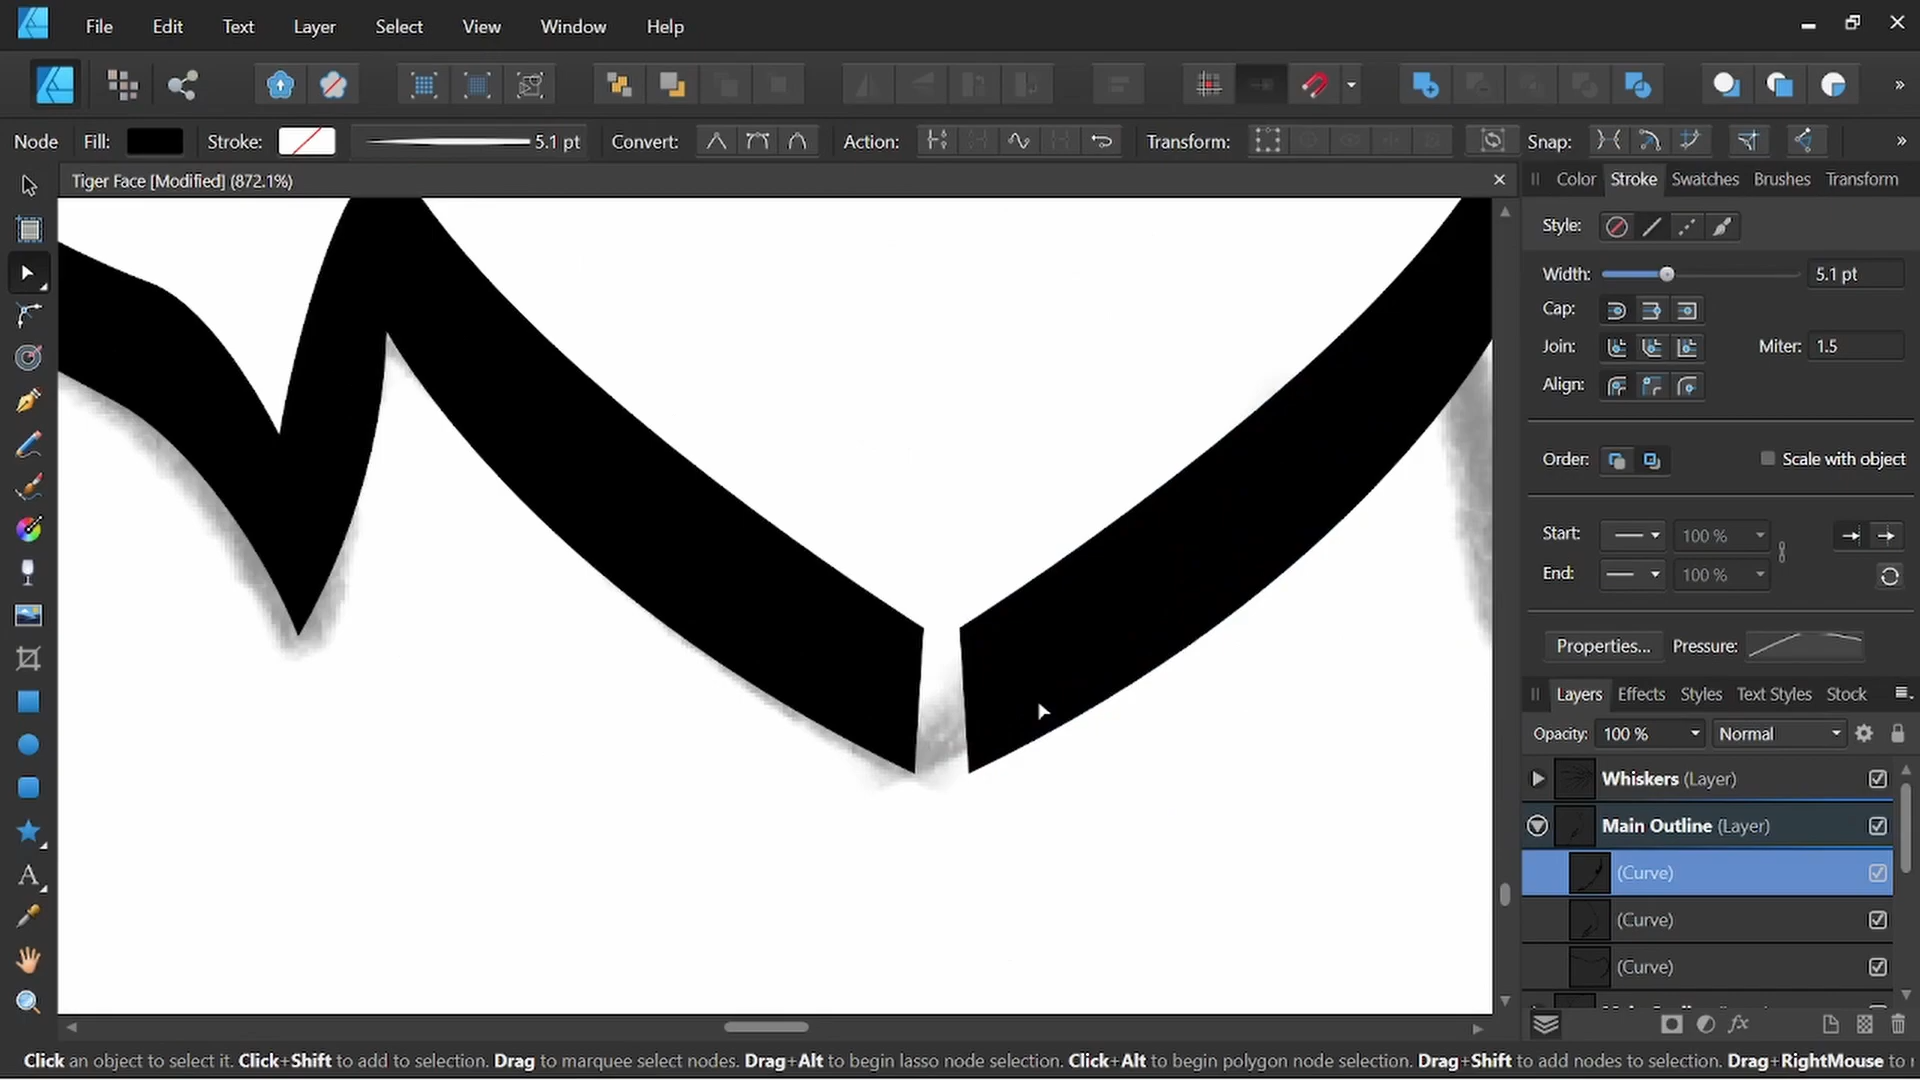 File Edit Text Layer Select View Window Help
Node Fill: Stroke: 5.1 pt Convert: Action: Transform: Snap:
Tiger Face [Modified] (872.1%)
Color Stroke Swatches Brushes Transform
Style:
Width: 5.1 pt
Cap:
Join: Miter: 1.5
Align:
Order: Scale with object
Start: 100 %
End: 100 %
Properties... Pressure:
Layers Effects Styles Text Styles Stock
Opacity: 100 % Normal
Whiskers (Layer)
Main Outline (Layer)
(Curve)
(Curve)
(Curve)
Click an object to select it. Click+Shift to add to selection. Drag to marquee select nodes. Drag+Alt to begin lasso node selection. Click+Alt to begin polygon node selection. Drag+Shift to add nodes to selection. Drag+RightMouse to